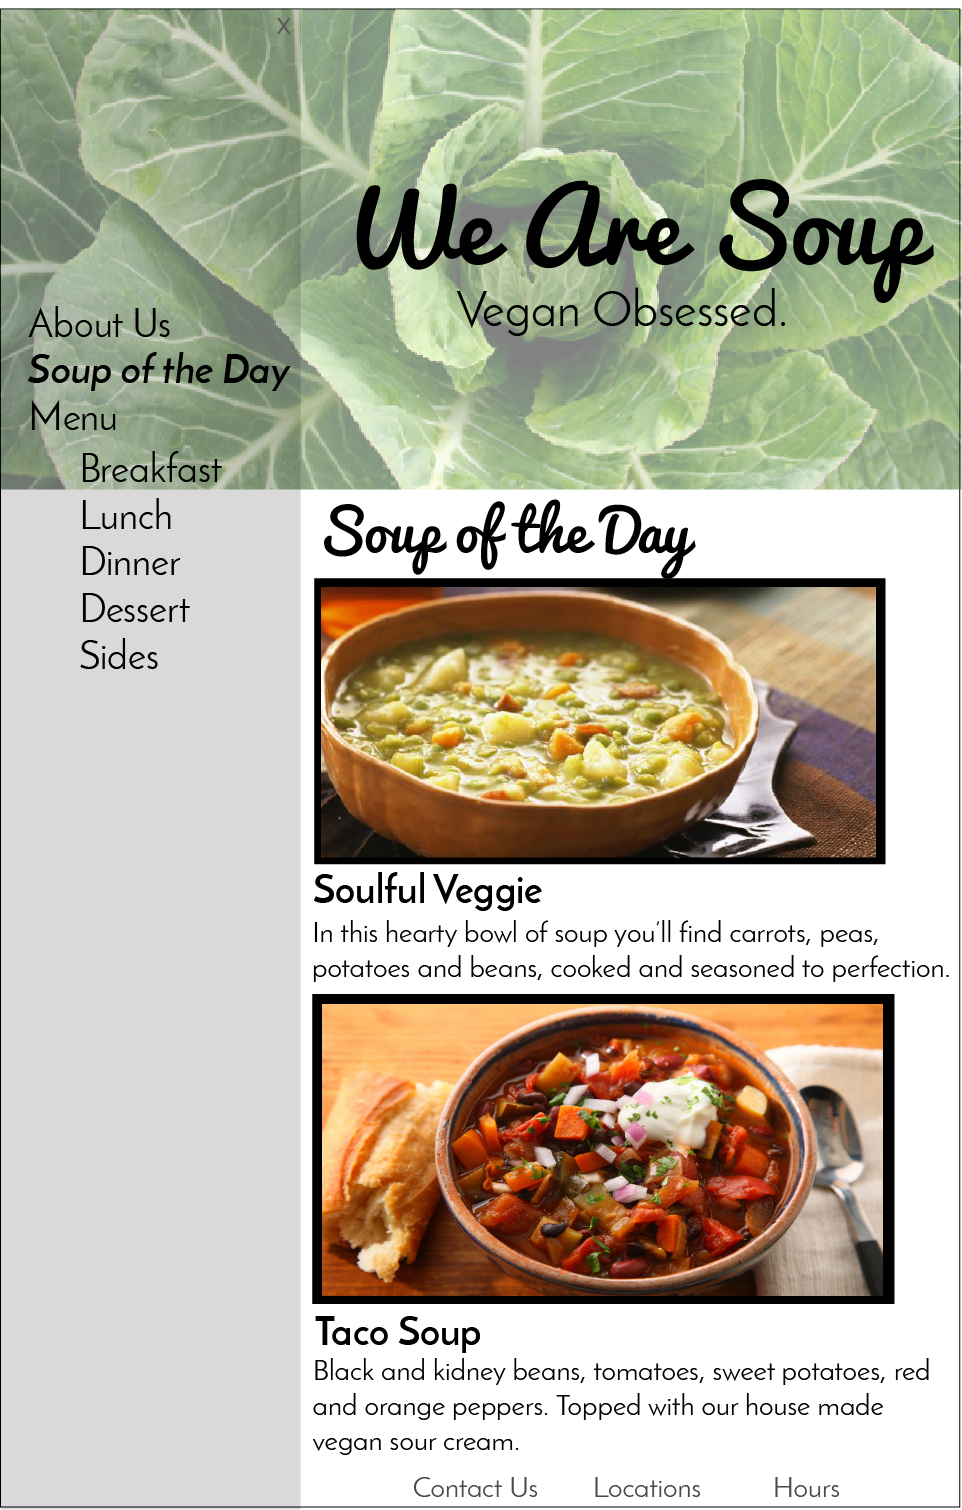 X
We Are Soup
Vegan Obsessed.
About Us
Soup of the Day
Menu
Breakfast
Lunch
Dinner
Dessert
Sides
Soup of the Day
Soulful Veggie
In this hearty bowl of soup you'll find carrots, peas,
potatoes and beans, cooked and seasoned to perfection.
Taco Soup
Black and kidney beans, tomatoes, sweet potatoes, red
and orange peppers. Topped with our house made
vegan sour cream.
Contact Us Locations Hours